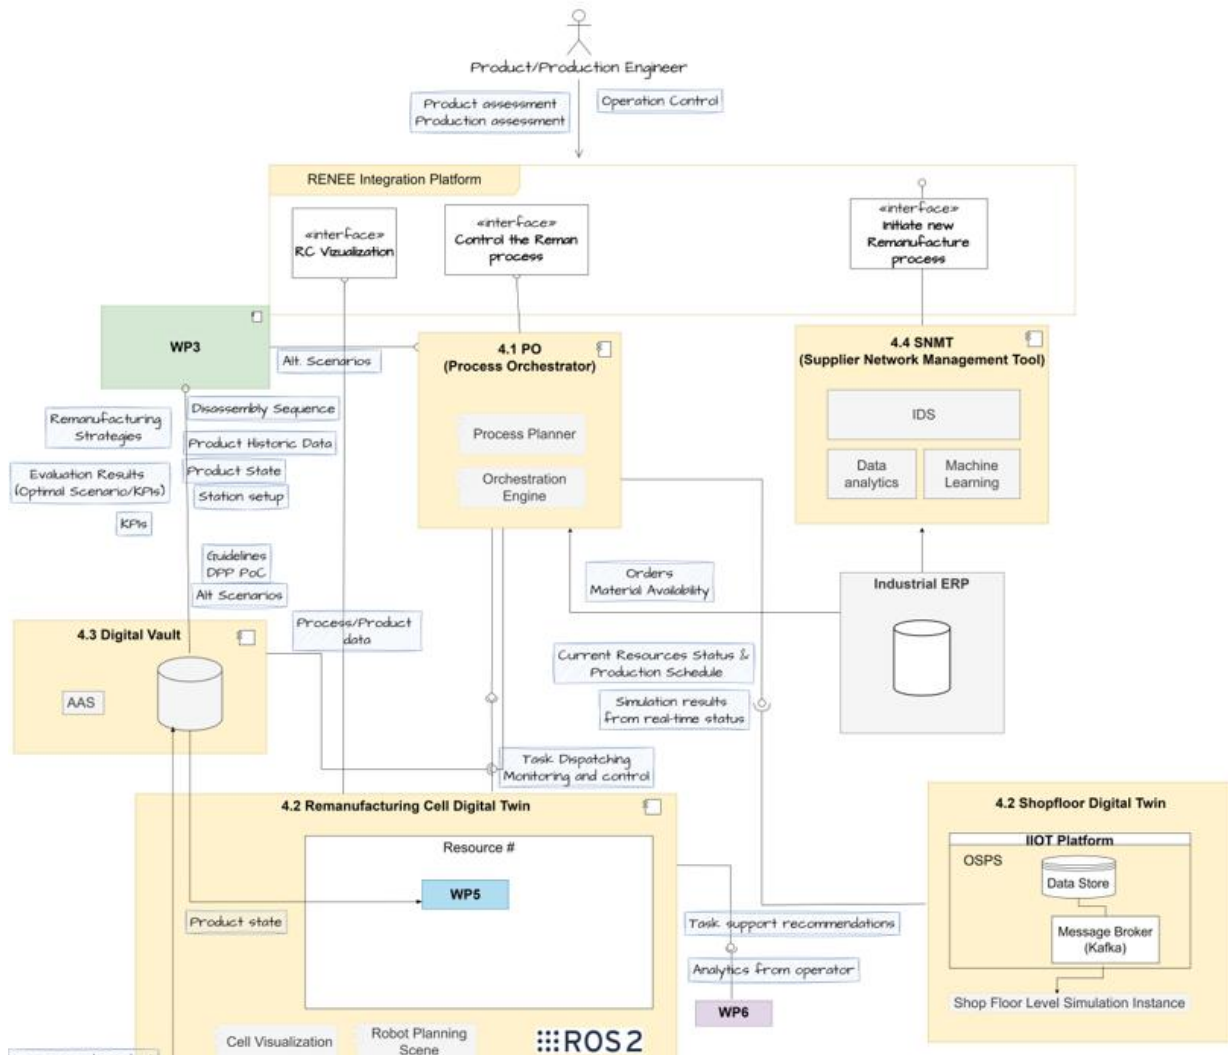 Product/Production Engineer
Product assessment
Production assessment
Operation Control
RENEE Integration Platform
«interface»
RC Vizualization
«interface»
Control the Reman
process
«interface»
Initiate new
Remanufacture
process
WP3
Alt. Scenarios
4.1 PO
(Process Orchestrator)
Process Planner
Orchestration
Engine
4.4 SNMT
(Supplier Network Management Tool)
IDS
Data
analytics
Machine
Learning
Remanufacturing
Strategies
Evaluation Results
(Optimal Scenario/KPIs)
KPIs
Disassembly Sequence
Product Historic Data
Product State
Station setup
Guidelines
DPP PoC
Alt Scenarios
Orders
Material Availability
Industrial ERP
4.3 Digital Vault
AAS
Process/Product
data
Current Resources Status &
Production Schedule
Simulation results
from real-time status
Task Dispatching
Monitoring and control
4.2 Remanufacturing Cell Digital Twin
Resource #
WP5
Product state
Cell Visualization
Robot Planning
Scene
ROS 2
Task support recommendations
Analytics from operator
WP6
4.2 Shopfloor Digital Twin
IIOT Platform
OSPS
Data Store
Message Broker
(Kafka)
Shop Floor Level Simulation Instance